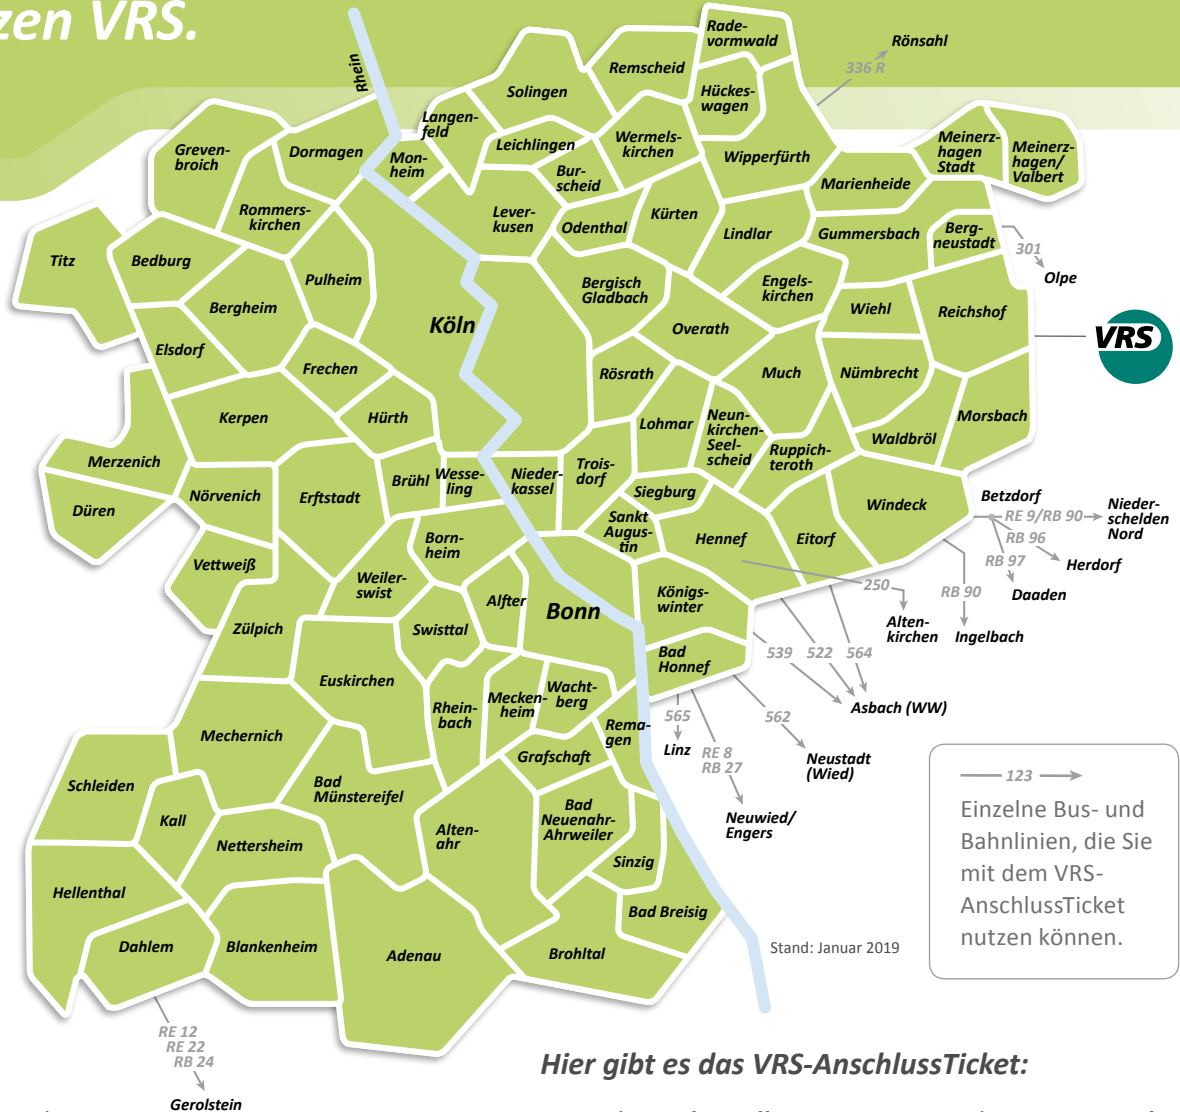 zen VRS.
Rhein
Rade-
vormwald
Rönsahl
336 R
Remscheid
Solingen
Hückes-
wagen
Langen-
feld
Leichlingen
Wermels-
kirchen
Wipperfürth
Meinerz-
hagen
Stadt
Meinerz-
hagen/
Valbert
Greven-
broich
Dormagen
Mon-
heim
Bur-
scheid
Marienheide
Rommers-
kirchen
Lever-
kusen
Odenthal
Kürten
Lindlar
Gummersbach
Berg-
neustadt
301
Olpe
Titz
Bedburg
Pulheim
Bergheim
Bergisch
Gladbach
Engels-
kirchen
Wiehl
Reichshof
Köln
Overath
VRS
Elsdorf
Frechen
Rösrath
Much
Nümbrecht
Kerpen
Hürth
Lohmar
Neun-
kirchen-
Seel-
scheid
Morsbach
Waldbröl
Ruppich-
teroth
Merzenich
Düren
Nörvenich
Erftstadt
Brühl
Wesse-
ling
Nieder-
kassel
Trois-
dorf
Siegburg
Windeck
Betzdorf
RE 9/RB 90
Nieder-
schelden
Nord
RB 96
Herdorf
RB 97
Daaden
RB 90
Ingelbach
Sankt
Augus-
tin
Hennef
Eitorf
Vettweiß
Born-
heim
Weiler-
swist
Alfter
Bonn
Königs-
winter
250
Alten-
kirchen
Zülpich
Swisttal
Bad
Honnef
539
522
564
Asbach (WW)
Euskirchen
Rhein-
bach
Mecken-
heim
Wacht-
berg
Rema-
gen
565
Linz
562
Neustadt
(Wied)
RE 8
RB 27
Neuwied/
Engers
Mechernich
Grafschaft
Schleiden
Bad
Münstereifel
Kall
Nettersheim
Alten-
ahr
Bad
Neuenahr-
Ahrweiler
Sinzig
Hellenthal
Bad Breisig
Dahlem
Blankenheim
Adenau
Brohltal
Stand: Januar 2019
123
Einzelne Bus- und
Bahnlinien, die Sie
mit dem VRS-
AnschlussTicket
nutzen können.
RE 12
RE 22
RB 24
Gerolstein
Hier gibt es das VRS-AnschlussTicket: